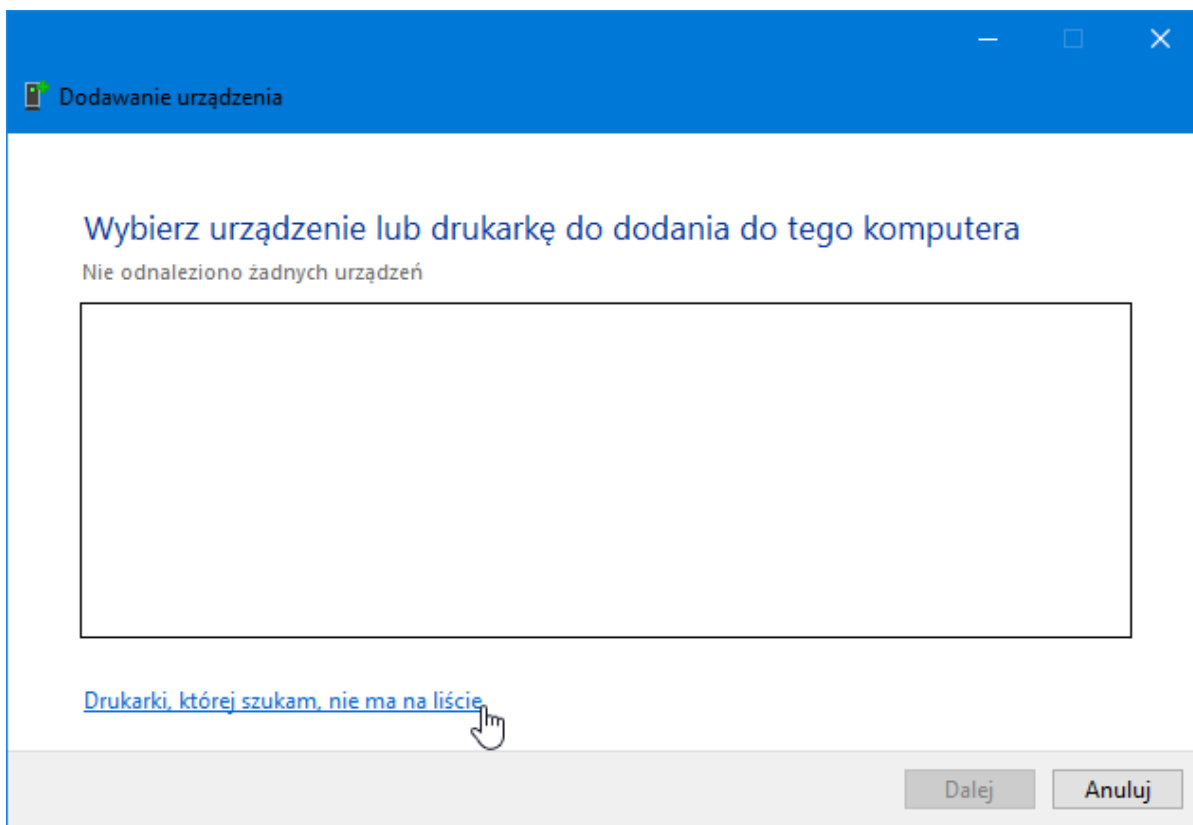 Dodawanie urządzenia
Wybierz urządzenie lub drukarkę do dodania do tego komputera
Nie odnaleziono żadnych urządzeń
Drukarki, której szukam, nie ma na liście
Dalej
Anuluj